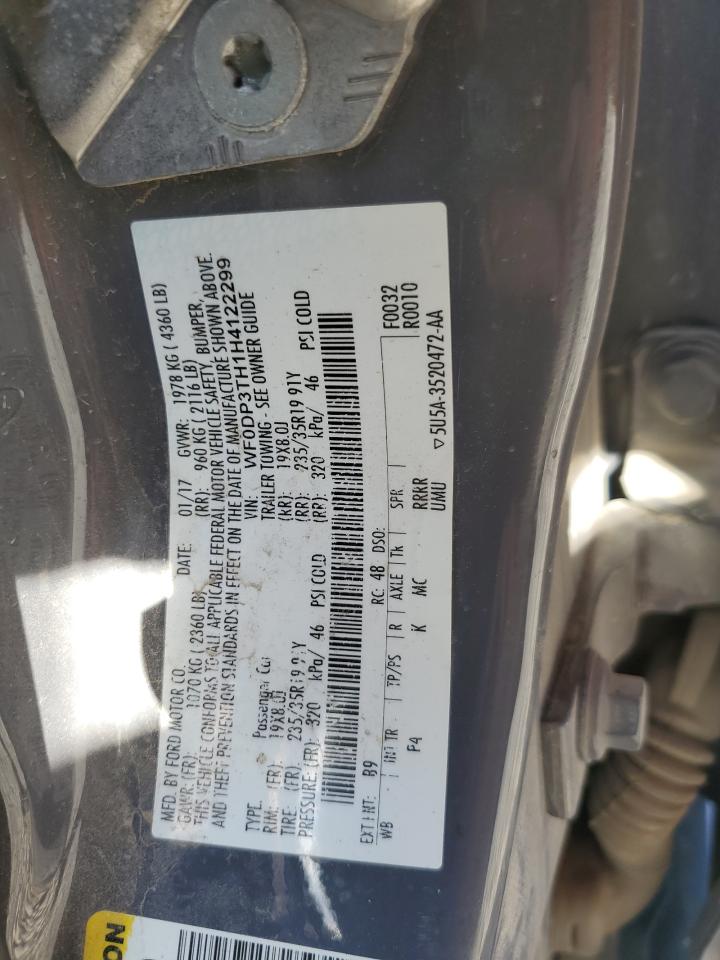 MFD. BY FORD MOTOR CO. DATE: 01/17 GVWR: 1978 KG ( 4360 LB)
GAWR: (FR): 1070 KG ( 2360 LB) (RR): 960 KG ( 2116 LB)
THIS VEHICLE CONFORMS TO ALL APPLICABLE FEDERAL MOTOR VEHICLE SAFETY, BUMPER,
AND THEFT PREVENTION STANDARDS IN EFFECT ON THE DATE OF MANUFACTURE SHOWN ABOVE.
VIN: WF0DP3TH1H4122299
TYPE: Passenger Car TRAILER TOWING - SEE OWNER GUIDE
RIM: (FR): 19X8.0J (RR): 19X8.0J
TIRE (FR): 235/35R19 91Y (RR): 235/35R19 91Y
PRESSURE:(FR): 320 kPa/ 46 PSI COLD (RR): 320 kPa/ 46 PSI COLD
EXT INT: B9 RC: 48 DSO: F0032
WB INT TR TP/PS R AXLE TR SPR R0010
P4 K MC RRRR
UMU
▽5U5A-3520472-AA
ON